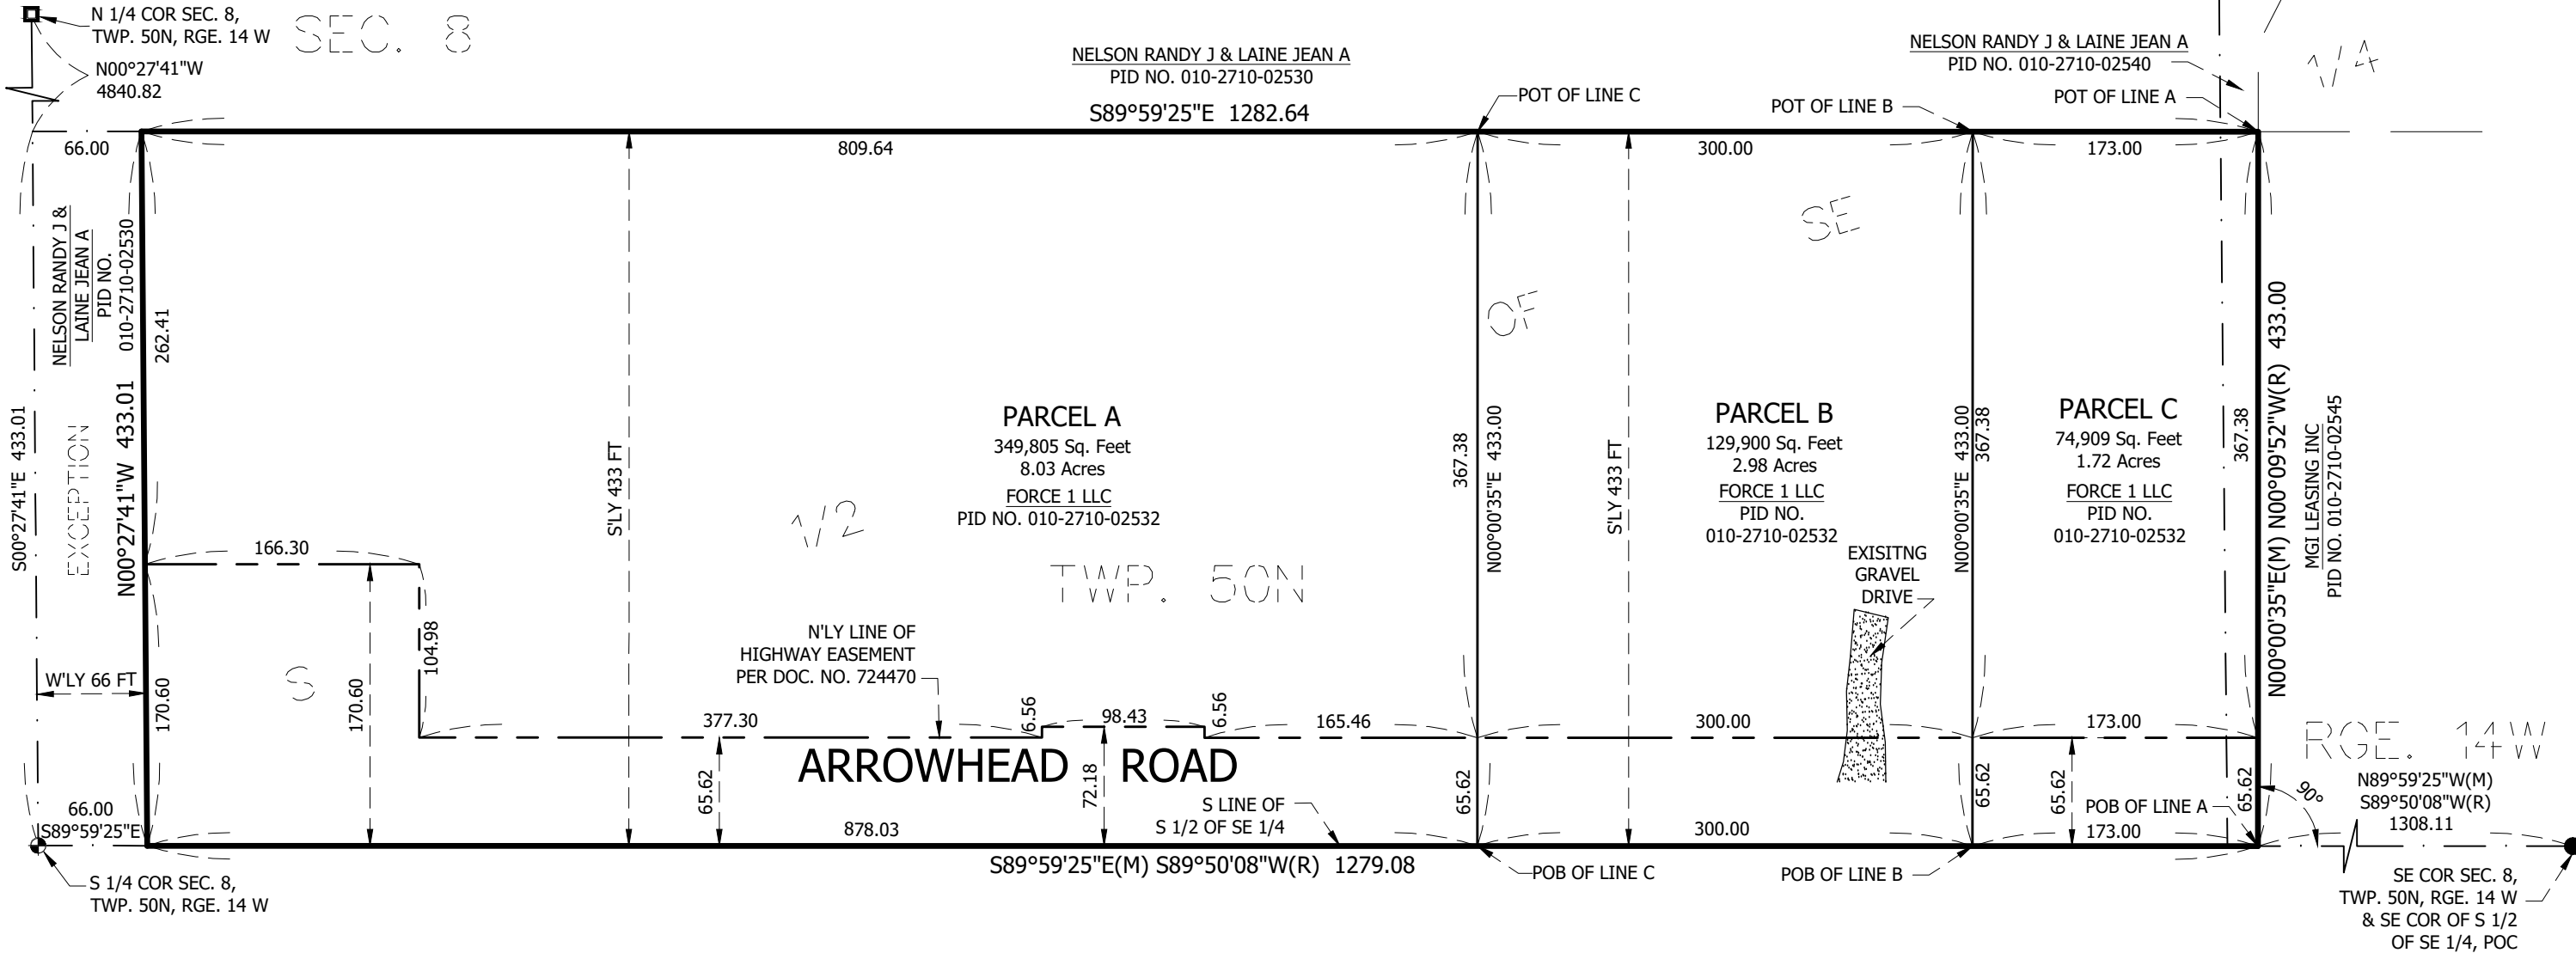 N 1/4 COR SEC. 8,
TWP. 50N, RGE. 14 W
SEC. 8
N00°27'41"W
4840.82
NELSON RANDY J & LAINE JEAN A
PID NO. 010-2710-02530
S89°59'25"E 1282.64
NELSON RANDY J & LAINE JEAN A
PID NO. 010-2710-02540
1/4
POT OF LINE C
POT OF LINE B
POT OF LINE A
66.00
809.64
300.00
173.00
NELSON RANDY J &
LAINE JEAN A
PID NO.
010-2710-02530
262.41
S00°27'41"E 433.01
EXCEPTION
N00°27'41"W 433.01
S'LY 433 FT
SE
OF
1/2
TWP. 50N
S
PARCEL A
349,805 Sq. Feet
8.03 Acres
FORCE 1 LLC
PID NO. 010-2710-02532
367.38
N00°00'35"E 433.00
S'LY 433 FT
PARCEL B
129,900 Sq. Feet
2.98 Acres
FORCE 1 LLC
PID NO.
010-2710-02532
EXISITNG
GRAVEL
DRIVE
N00°00'35"E 433.00
367.38
PARCEL C
74,909 Sq. Feet
1.72 Acres
FORCE 1 LLC
PID NO.
010-2710-02532
367.38
N0°00'35"E(M) N00°09'52"W(R) 433.00
MGI LEASING INC
PID NO. 010-2710-02545
166.30
104.98
W'LY 66 FT
170.60
170.60
N'LY LINE OF
HIGHWAY EASEMENT
PER DOC. NO. 724470
377.30
6.56
98.43
6.56
165.46
300.00
173.00
RGE. 14W
ARROWHEAD ROAD
65.62
72.18
65.62
65.62
65.62
65.62
90°
N89°59'25"W(M)
S89°50'08"W(R)
1308.11
66.00
S89°59'25"E
878.03
S LINE OF
S 1/2 OF SE 1/4
300.00
POB OF LINE A
173.00
S89°59'25"E(M) S89°50'08"W(R) 1279.08
POB OF LINE C
POB OF LINE B
S 1/4 COR SEC. 8,
TWP. 50N, RGE. 14 W
SE COR SEC. 8,
TWP. 50N, RGE. 14 W
& SE COR OF S 1/2
OF SE 1/4, POC